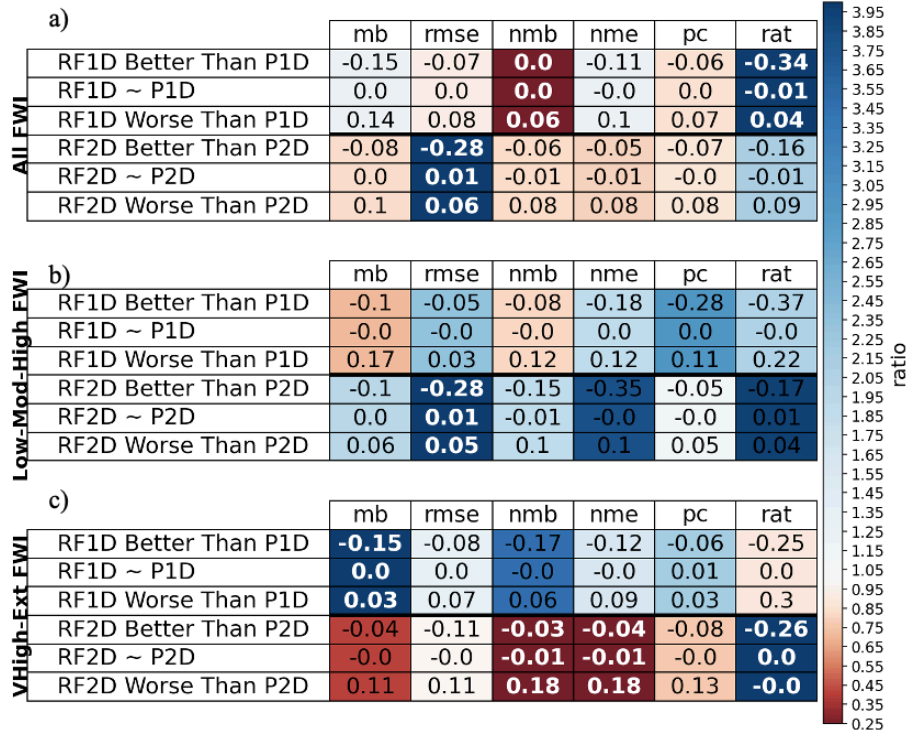 a)
mb rmse nmb nme pc rat
All FWI
RF1D Better Than P1D -0.15 -0.07 0.0 -0.11 -0.06 -0.34
RF1D ~ P1D 0.0 0.0 0.0 -0.0 0.0 -0.01
RF1D Worse Than P1D 0.14 0.08 0.06 0.1 0.07 0.04
RF2D Better Than P2D -0.08 -0.28 -0.06 -0.05 -0.07 -0.16
RF2D ~ P2D 0.0 0.01 -0.01 -0.01 -0.0 -0.01
RF2D Worse Than P2D 0.1 0.06 0.08 0.08 0.08 0.09
b)
mb rmse nmb nme pc rat
Low-Mod-High FWI
RF1D Better Than P1D -0.1 -0.05 -0.08 -0.18 -0.28 -0.37
RF1D ~ P1D -0.0 -0.0 -0.0 0.0 0.0 -0.0
RF1D Worse Than P1D 0.17 0.03 0.12 0.12 0.11 0.22
RF2D Better Than P2D -0.1 -0.28 -0.15 -0.35 -0.05 -0.17
RF2D ~ P2D 0.0 0.01 -0.01 -0.0 -0.0 0.01
RF2D Worse Than P2D 0.06 0.05 0.1 0.1 0.05 0.04
c)
mb rmse nmb nme pc rat
VHigh-Ext FWI
RF1D Better Than P1D -0.15 -0.08 -0.17 -0.12 -0.06 -0.25
RF1D ~ P1D 0.0 0.0 -0.0 -0.0 0.01 0.0
RF1D Worse Than P1D 0.03 0.07 0.06 0.09 0.03 0.3
RF2D Better Than P2D -0.04 -0.11 -0.03 -0.04 -0.08 -0.26
RF2D ~ P2D -0.0 -0.0 -0.01 -0.01 -0.0 0.0
RF2D Worse Than P2D 0.11 0.11 0.18 0.18 0.13 -0.0
3.95
3.85
3.75
3.65
3.55
3.45
3.35
3.25
3.15
3.05
2.95
2.85
2.75
2.65
2.55
2.45
2.35
2.25
2.15
2.05
1.95
1.85
1.75
1.65
1.55
1.45
1.35
1.25
1.15
1.05
0.95
0.85
0.75
0.65
0.55
0.45
0.35
0.25
ratio